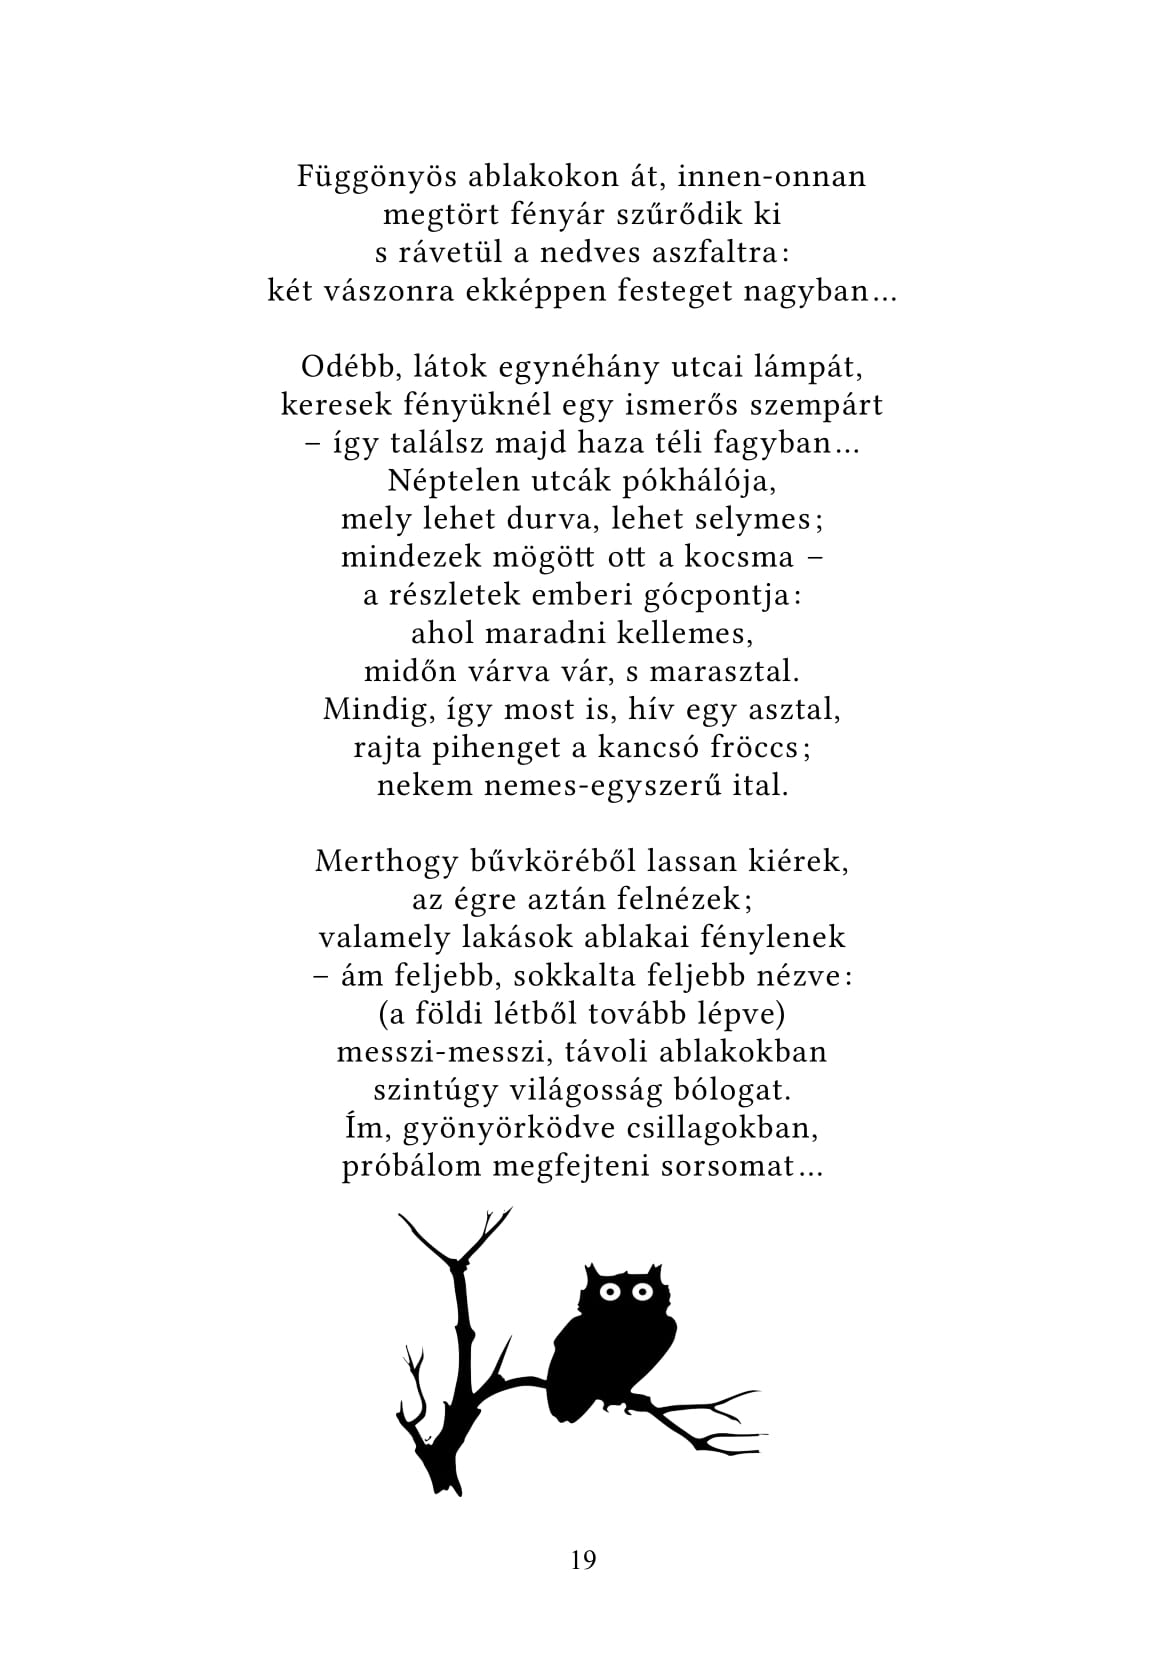 Függönyös ablakokon át, innen-onnan
megtört fényár szűrődik ki
s rávetül a nedves aszfaltra:
két vászonra ekképpen festeget nagyban…
Odébb, látok egynéhány utcai lámpát,
keresek fényüknél egy ismerős szempárt
– így találsz majd haza téli fagyban…
Néptelen utcák pókhálója,
mely lehet durva, lehet selymes;
mindezek mögött ott a kocsma –
a részletek emberi gócpontja:
ahol maradni kellemes,
midőn várva vár, s marasztal.
Mindig, így most is, hív egy asztal,
rajta pihenget a kancsó fröccs;
nekem nemes-egyszerű ital.
Merthogy bűvköréből lassan kiérek,
az égre aztán felnézek;
valamely lakások ablakai fénylenek
– ám feljebb, sokkalta feljebb nézve:
(a földi létből tovább lépve)
messzi-messzi, távoli ablakokban
szintúgy világosság bólogat.
Ím, gyönyörködve csillagokban,
próbálom megfejteni sorsomat…
19